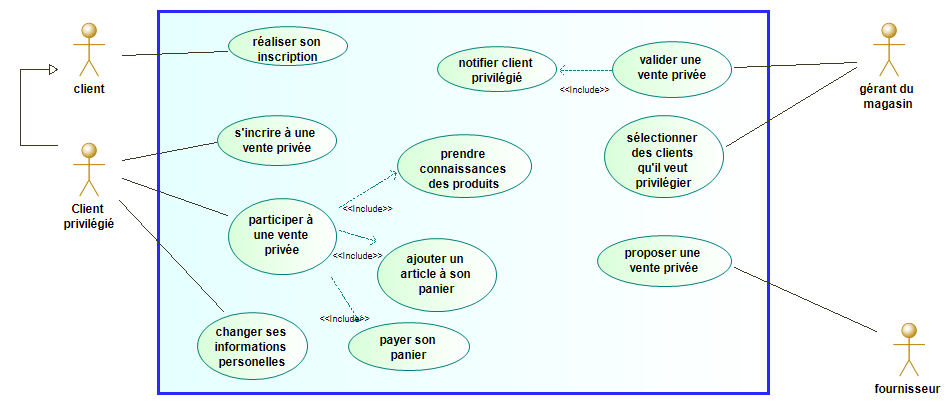 réaliser son
inscription
client
notifier client
privilégié
<<Include>>
valider une
vente privée
gérant du
magasin
s'incrire à une
vente privée
prendre
connaissances
des produits
sélectionner
des clients
qu'il veut
privilégier
Client
privilégié
<<Include>>
participer à
une vente
privée
<<Include>>
ajouter un
article à son
panier
proposer une
vente privée
<<Include>>
changer ses
informations
personelles
payer son
panier
fournisseur